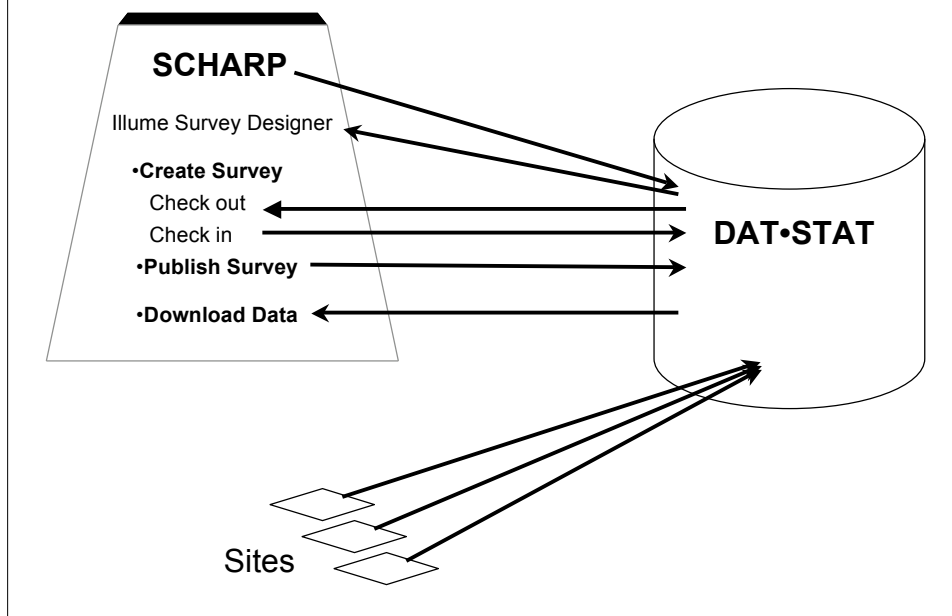 SCHARP
Illume Survey Designer
•Create Survey
Check out
Check in
•Publish Survey
•Download Data
DAT•STAT
Sites